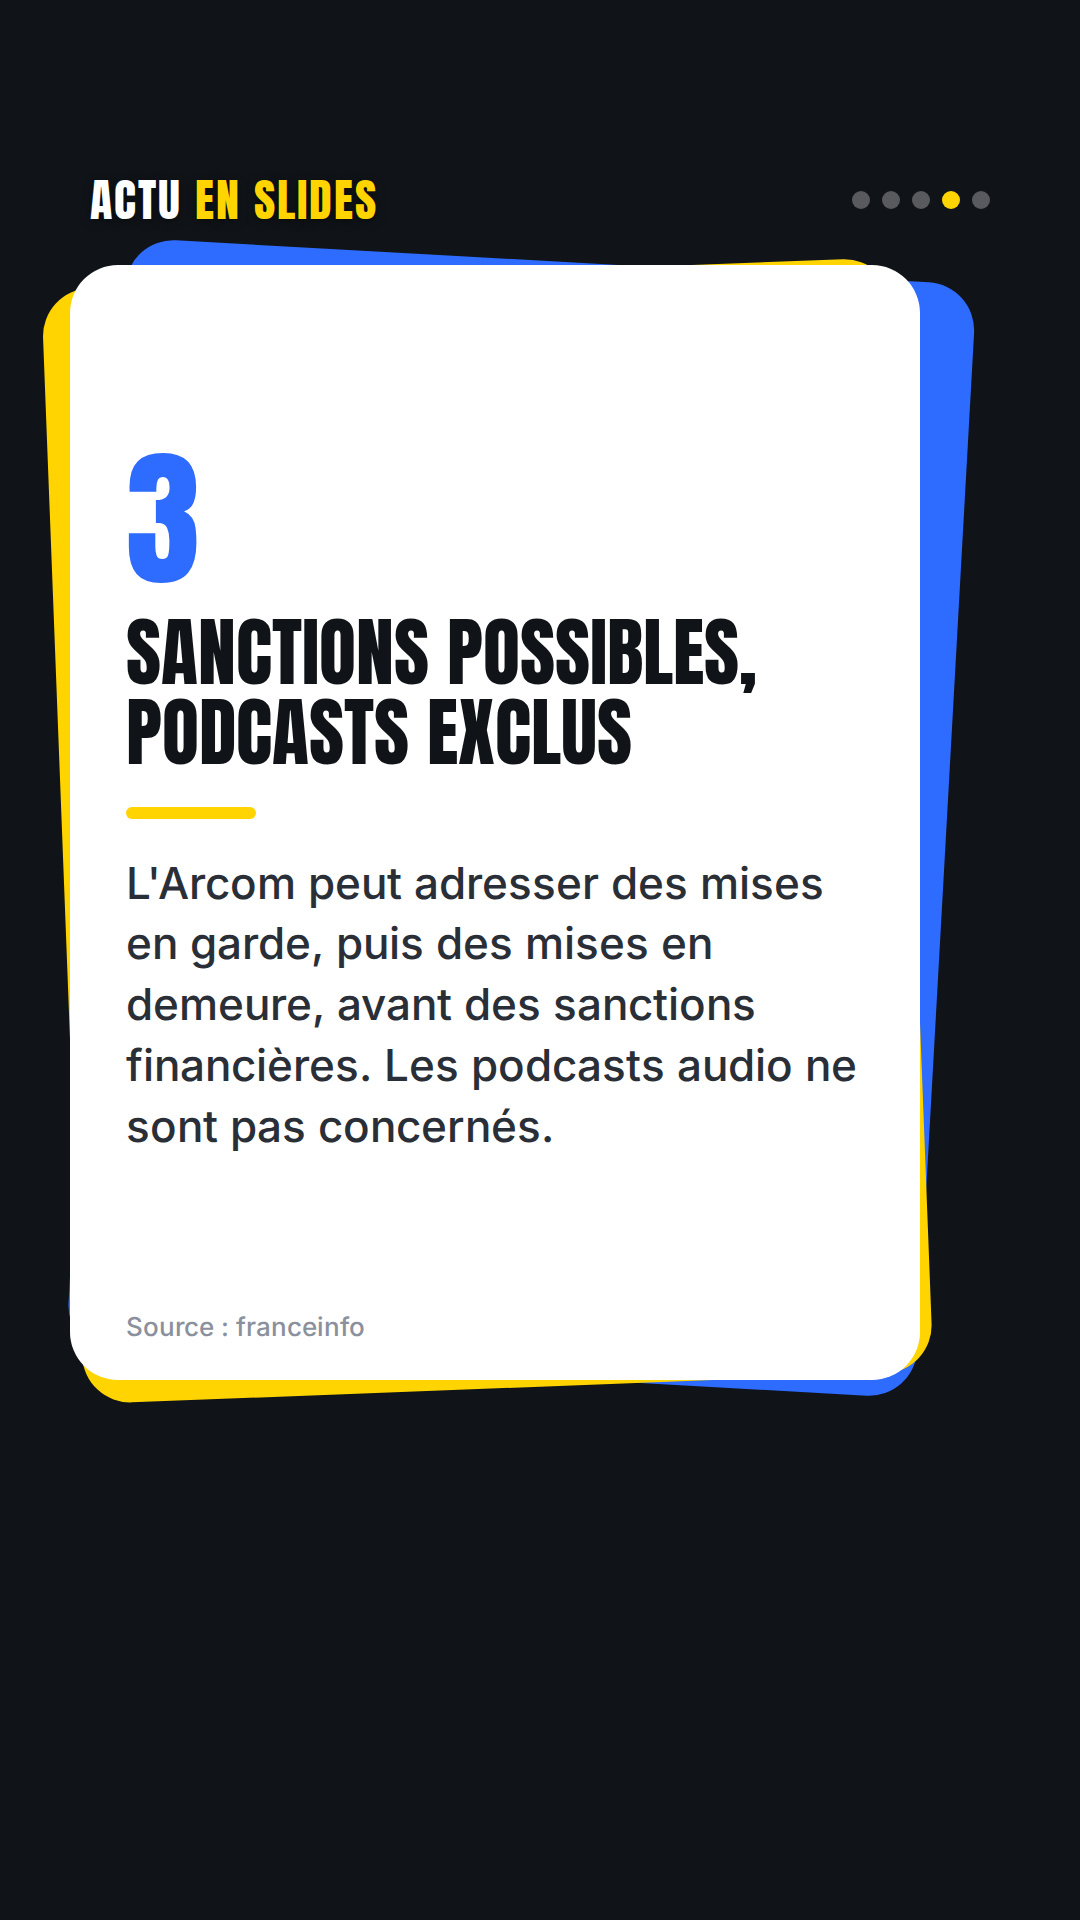 ACTU EN SLIDES
3
SANCTIONS POSSIBLES,
PODCASTS EXCLUS
L'Arcom peut adresser des mises
en garde, puis des mises en
demeure, avant des sanctions
financières. Les podcasts audio ne
sont pas concernés.
Source : franceinfo